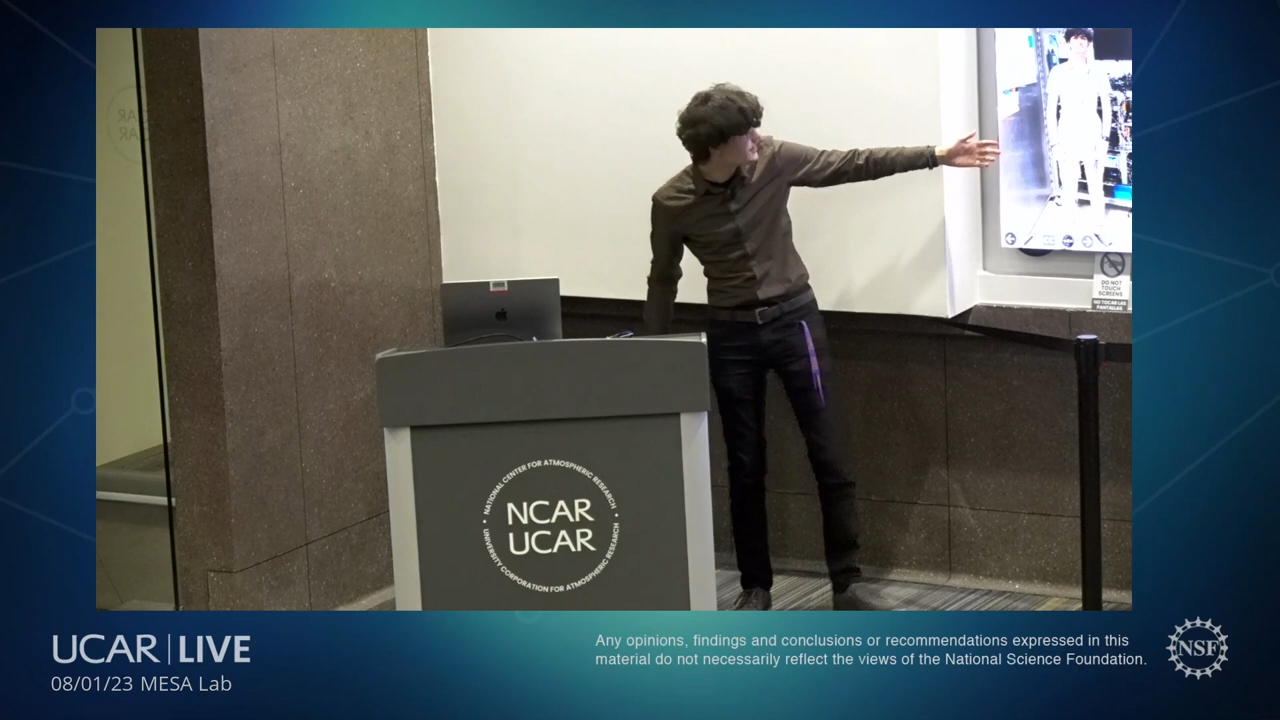 DO NOT
TOUCH
SCREENS
NO TOCAR LAS
PANTALLAS
NATIONAL CENTER FOR ATMOSPHERIC RESEARCH
NCAR
UCAR
UNIVERSITY CORPORATION FOR ATMOSPHERIC RESEARCH
UCAR | LIVE
08/01/23 MESA Lab
Any opinions, findings and conclusions or recommendations expressed in this
material do not necessarily reflect the views of the National Science Foundation.
NSF